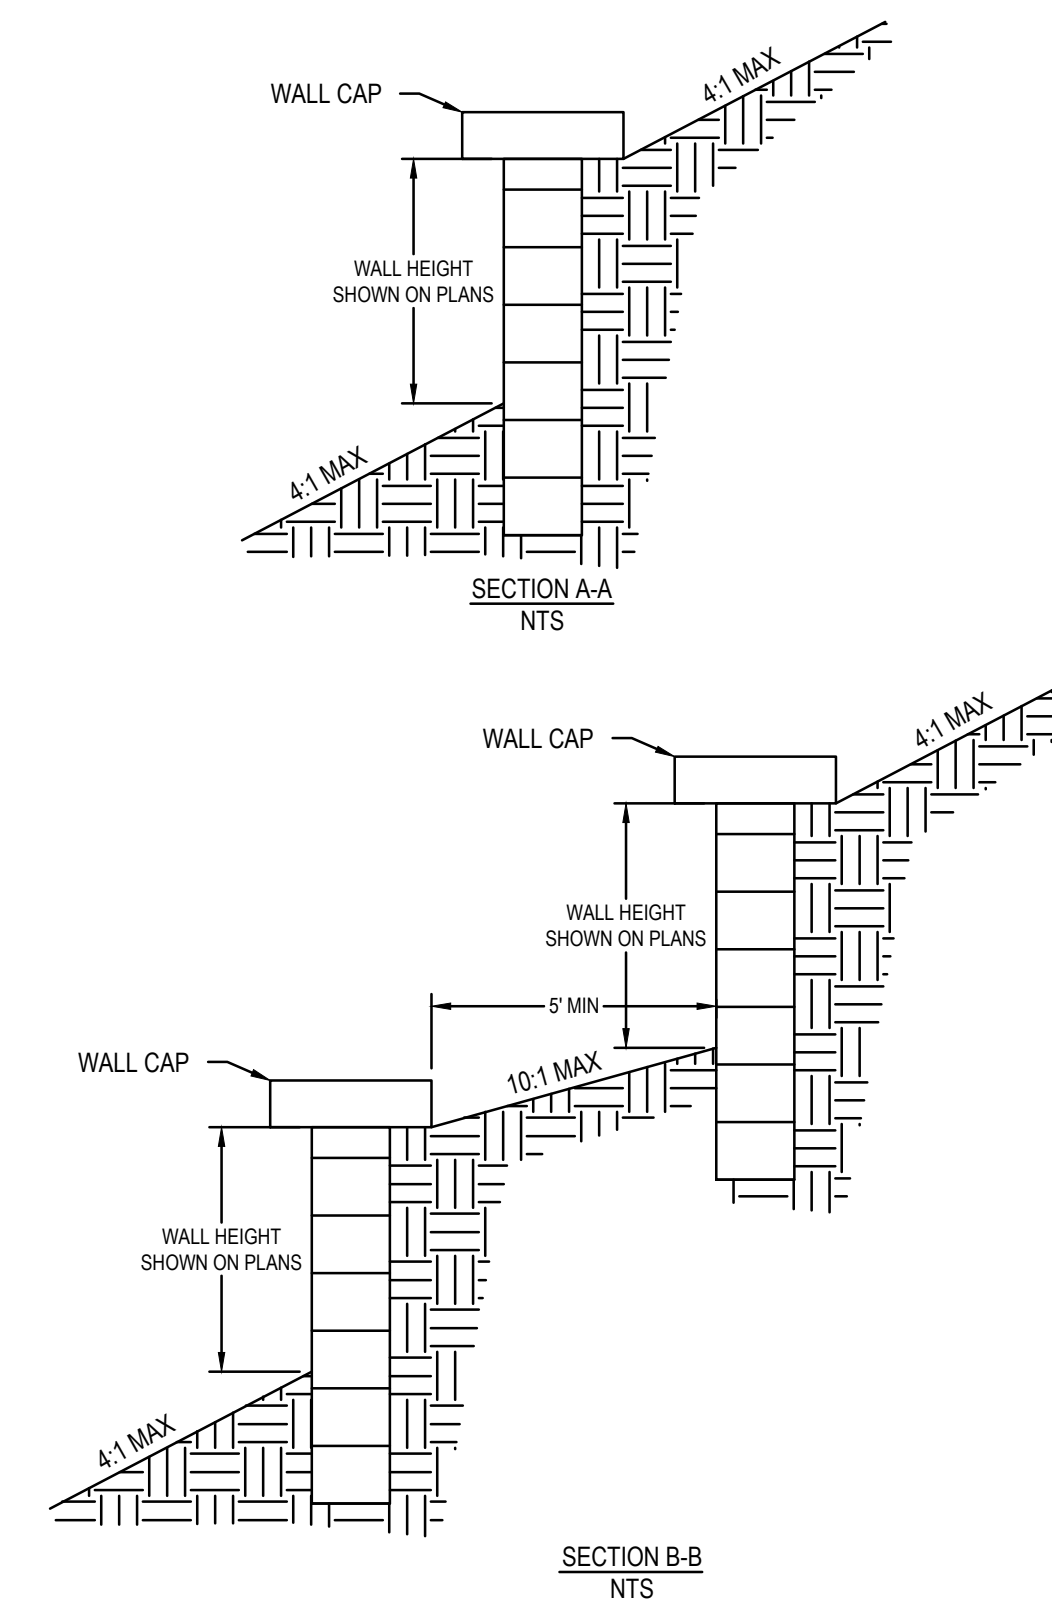 4:1 MAX
WALL CAP
WALL HEIGHT
SHOWN ON PLANS
4:1 MAX
SECTION A-A
NTS
4:1 MAX
WALL CAP
WALL HEIGHT
SHOWN ON PLANS
5' MIN
10:1 MAX
WALL CAP
WALL HEIGHT
SHOWN ON PLANS
4:1 MAX
SECTION B-B
NTS